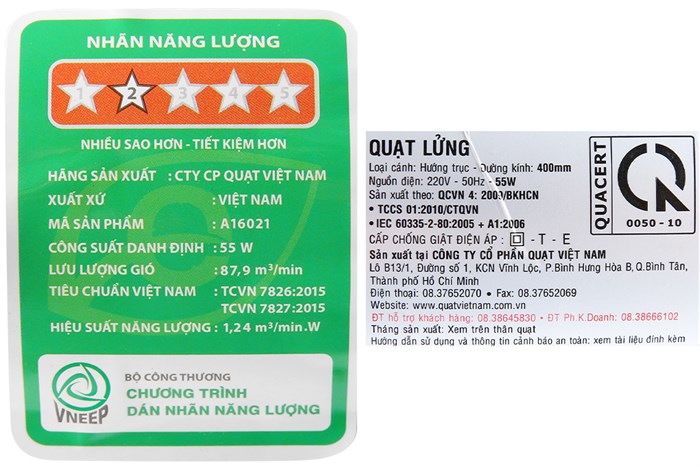 NHÃN NĂNG LƯỢNG
1 2 3 4 5
NHIỀU SAO HƠN - TIẾT KIỆM HƠN
HÃNG SẢN XUẤT : CTY CP QUẠT VIỆT NAM
XUẤT XỨ : VIỆT NAM
MÃ SẢN PHẨM : A16021
CÔNG SUẤT DANH ĐỊNH : 55 W
LƯU LƯỢNG GIÓ : 87,9 m³/min
TIÊU CHUẨN VIỆT NAM : TCVN 7826:2015
TCVN 7827:2015
HIỆU SUẤT NĂNG LƯỢNG : 1,24 m³/min.W
VNEEP
BỘ CÔNG THƯƠNG
CHƯƠNG TRÌNH
DÁN NHÃN NĂNG LƯỢNG
QUẠT LỬNG
Loại cánh: Hướng trục - Đường kính: 400mm
Nguồn điện: 220V - 50Hz - 55W
Sản xuất theo: QCVN 4: 2009/BKHCN
• TCCS 01:2010/CTQVN
• IEC 60335-2-80:2005 + A1:2006
CẤP CHỐNG GIẬT ĐIỆN ÁP : - T - E
Sản xuất tại CÔNG TY CỔ PHẦN QUẠT VIỆT NAM
Lô B13/1, Đường số 1, KCN Vĩnh Lộc, P.Bình Hưng Hòa B, Q.Bình Tân,
Thành phố Hồ Chí Minh
Điện thoại: 08.37652070 • Fax: 08.37652069
Website: www.quatvietnam.com.vn
ĐT hỗ trợ khách hàng: 08.38645830 - ĐT Ph.K.Doanh: 08.38666102
Tháng sản xuất: Xem trên thân quạt
Hướng dẫn sử dụng và thông tin cảnh báo an toàn: xem tài liệu đính kèm
QUACERT
0050 - 10